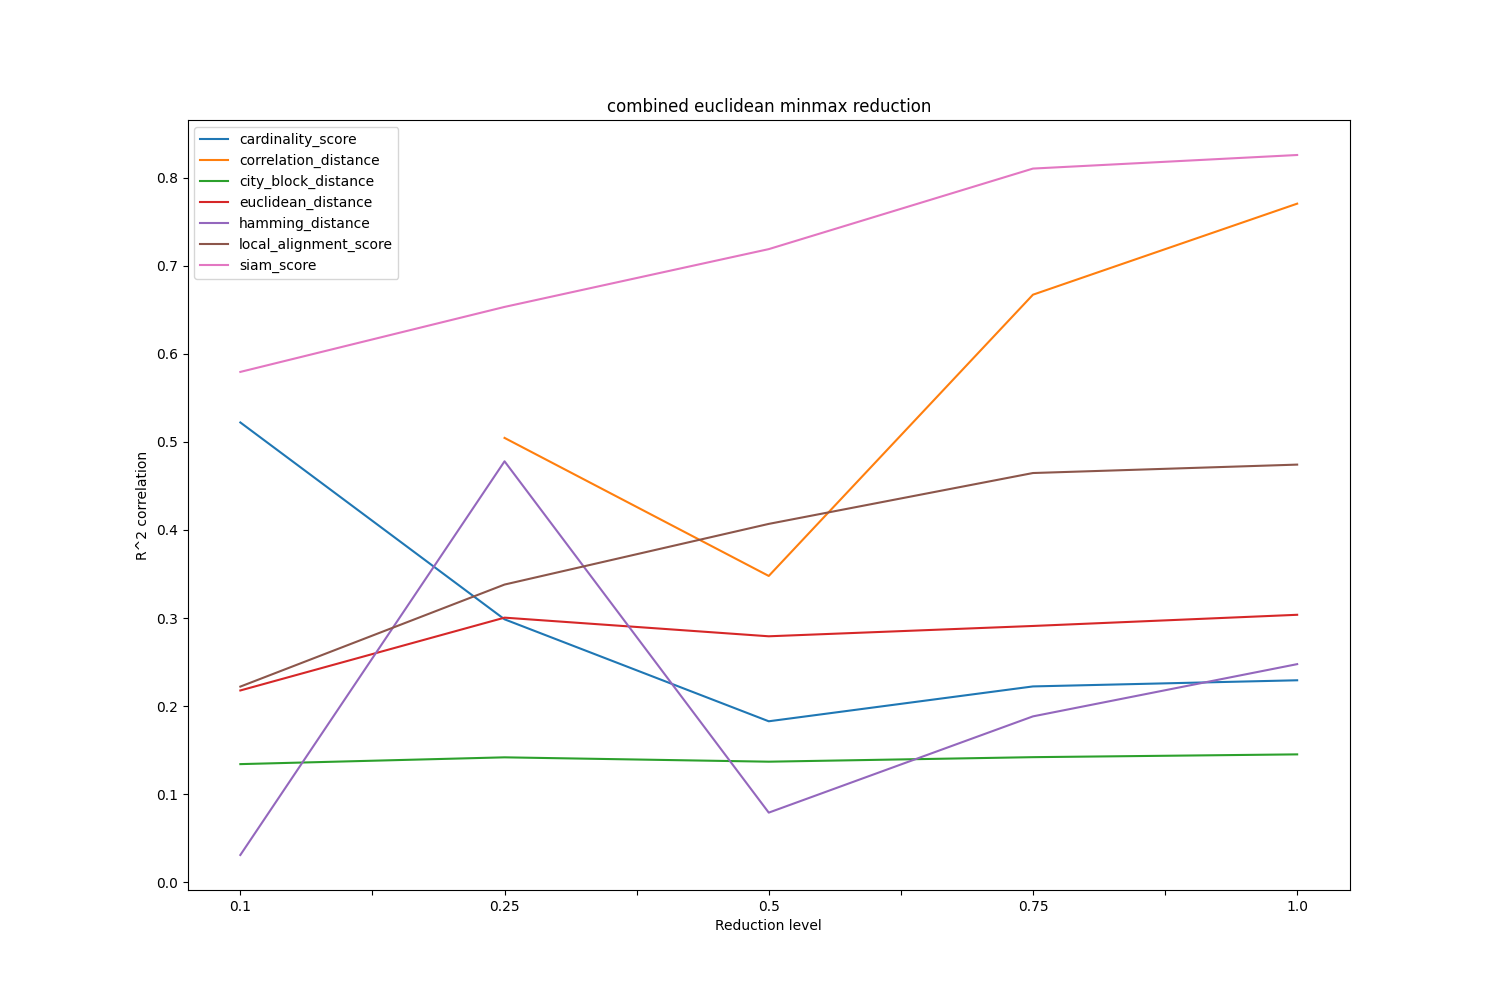 combined euclidean minmax reduction
cardinality_score
correlation_distance
city_block_distance
euclidean_distance
hamming_distance
local_alignment_score
siam_score
R^2 correlation
0.8
0.7
0.6
0.5
0.4
0.3
0.2
0.1
0.0
0.1 0.25 0.5 0.75 1.0
Reduction level